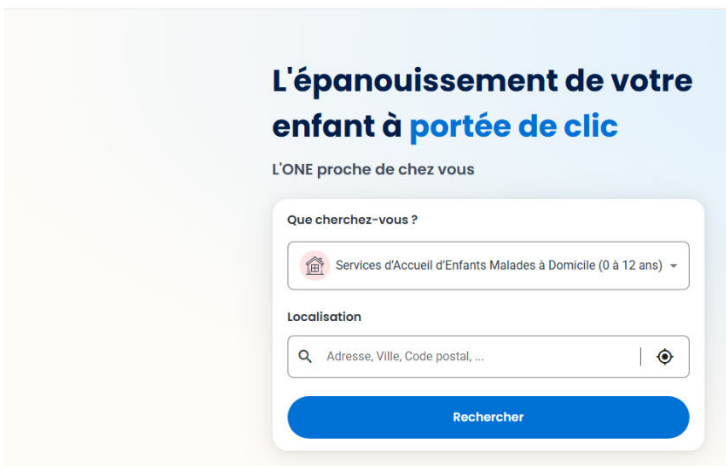 L'épanouissement de votre
enfant à portée de clic
L'ONE proche de chez vous
Que cherchez-vous ?
Services d'Accueil d'Enfants Malades à Domicile (0 à 12 ans)
Localisation
Adresse, Ville, Code postal, ...
Rechercher